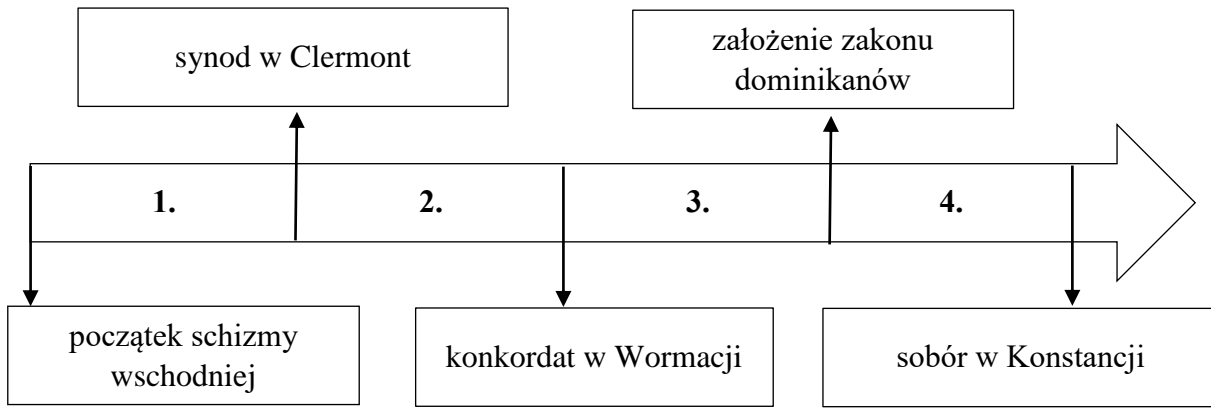 synod w Clermont
założenie zakonu
dominikanów
1.
2.
3.
4.
początek schizmy
wschodniej
konkordat w Wormacji
sobór w Konstancji